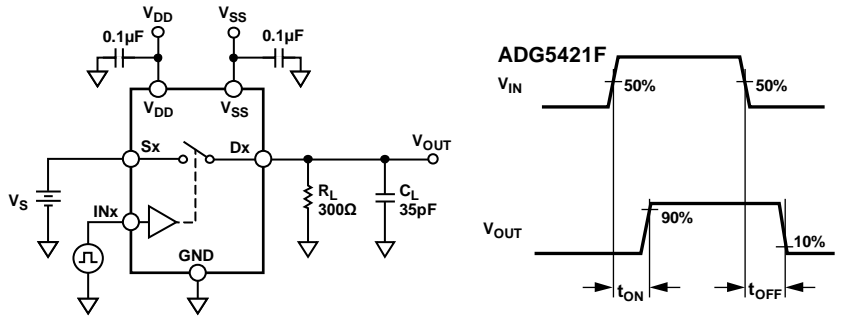 V_DD V_SS
0.1µF 0.1µF
V_DD V_SS
Sx Dx V_OUT
V_S
INx
R_L
300Ω
C_L
35pF
GND
ADG5421F
V_IN 50% 50%
V_OUT 90% 10%
t_ON t_OFF